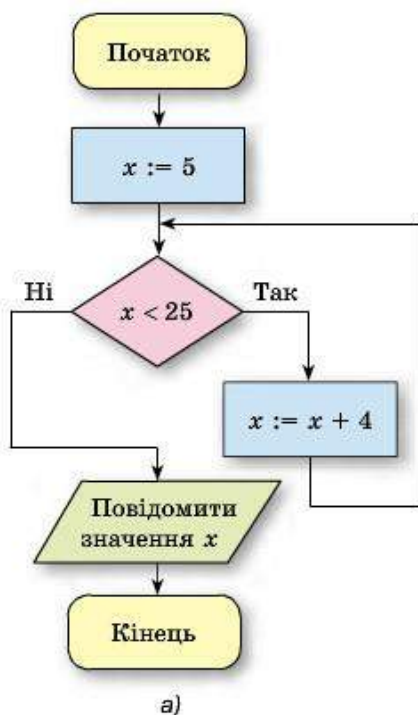 Початок
x := 5
x < 25
Ні
Так
x := x + 4
Повідомити
значення x
Кінець
а)